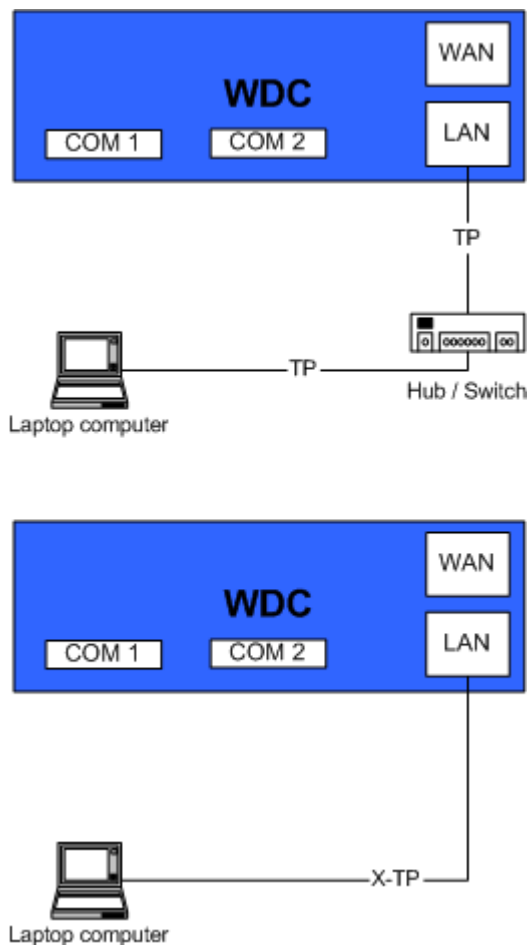 WAN
WDC
COM 1
COM 2
LAN
TP
TP
Hub / Switch
Laptop computer
WAN
WDC
COM 1
COM 2
LAN
X-TP
Laptop computer